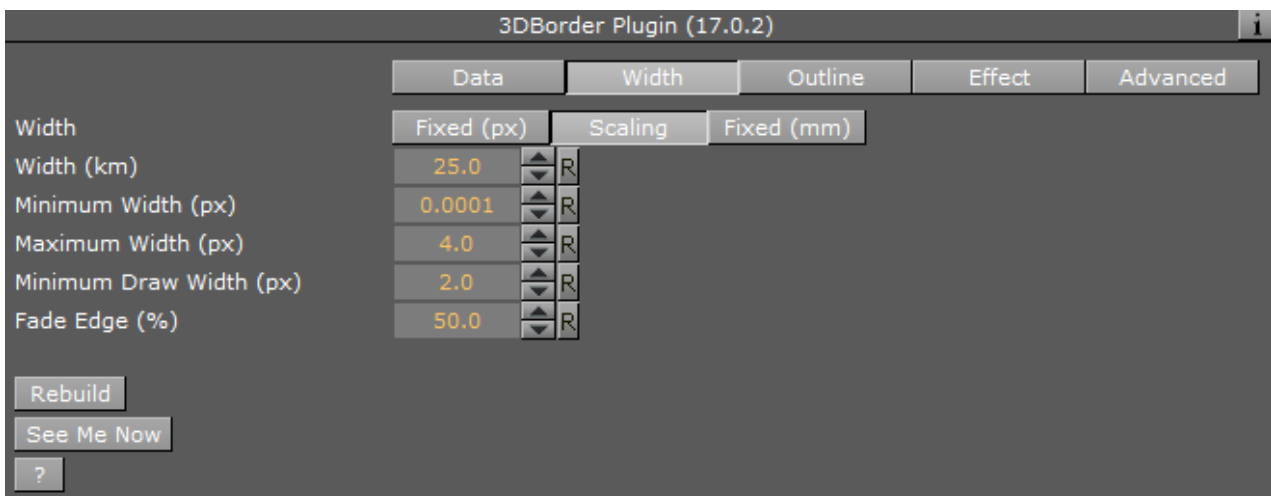 3DBorder Plugin (17.0.2) i
Data Width Outline Effect Advanced
Width Fixed (px) Scaling Fixed (mm)
Width (km) 25.0 R
Minimum Width (px) 0.0001 R
Maximum Width (px) 4.0 R
Minimum Draw Width (px) 2.0 R
Fade Edge (%) 50.0 R
Rebuild
See Me Now
?